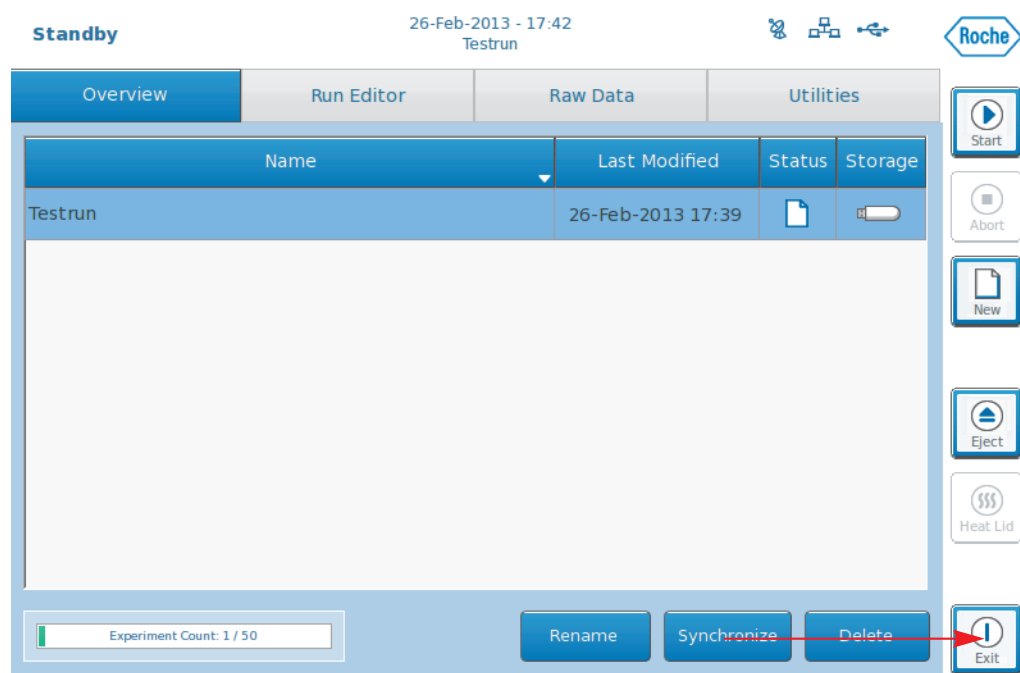 Standby
26-Feb-2013 - 17:42
Testrun
Roche
Overview
Run Editor
Raw Data
Utilities
Start
Name
Last Modified
Status
Storage
Testrun
26-Feb-2013 17:39
Abort
New
Eject
Heat Lid
Experiment Count: 1 / 50
Rename
Synchronize
Delete
Exit